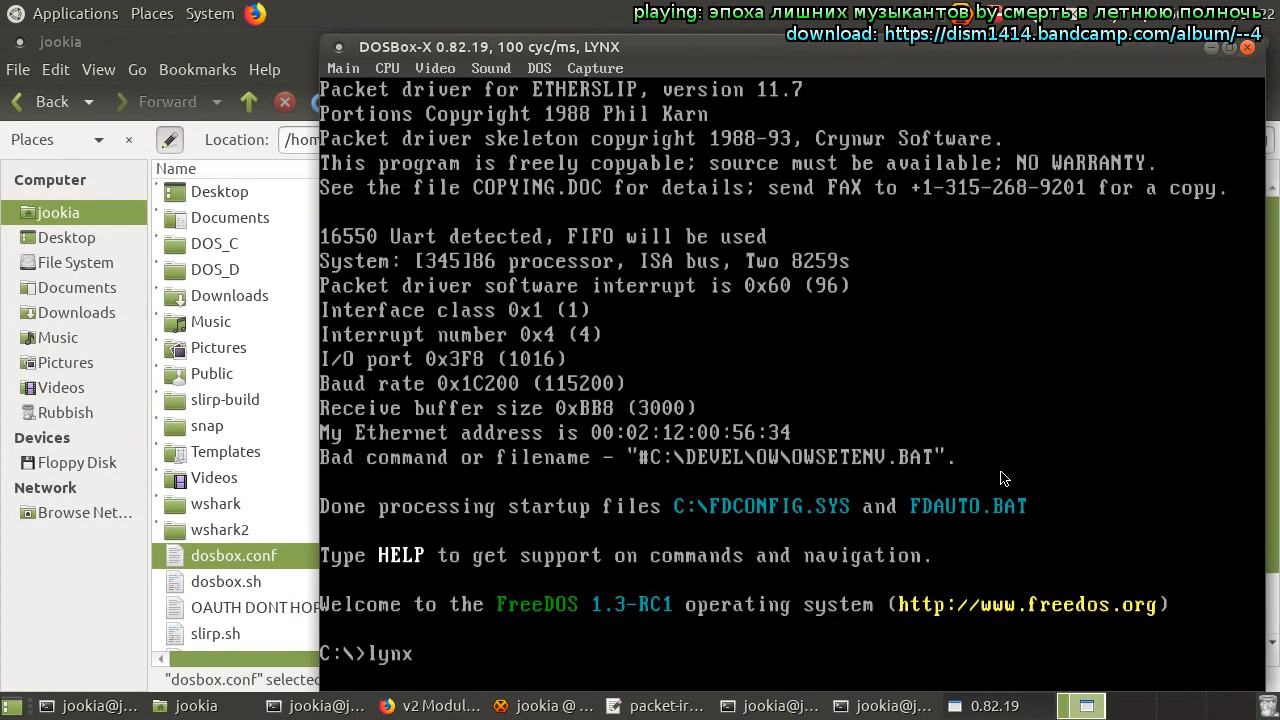 Applications Places System
22
playing: эпоха лишних музыкантов by смерть в летнюю полночь
download: https://dism1414.bandcamp.com/album/--4
jookia
File Edit View Go Bookmarks Help
Back Forward
Places
Location: /hom
Computer
jookia
Desktop
File System
Documents
Downloads
Music
Pictures
Videos
Rubbish
Devices
Floppy Disk
Network
Browse Net...
Name
Desktop
Documents
DOS_C
DOS_D
Downloads
Music
Pictures
Public
slirp-build
snap
Templates
Videos
wshark
wshark2
dosbox.conf
dosbox.sh
OAUTH DONT HOP
slirp.sh
"dosbox.conf" selected
DOSBox-X 0.82.19, 100 cyc/ms, LYNX
Main CPU Video Sound DOS Capture
Packet driver for ETHERSLIP, version 11.7
Portions Copyright 1988 Phil Karn
Packet driver skeleton copyright 1988-93, Crynwr Software.
This program is freely copyable; source must be available; NO WARRANTY.
See the file COPYING.DOC for details; send FAX to +1-315-268-9201 for a copy.
16550 Uart detected, FIFO will be used
System: [345]86 processor, ISA bus, Two 8259s
Packet driver software interrupt is 0x60 (96)
Interface class 0x1 (1)
Interrupt number 0x4 (4)
I/O port 0x3F8 (1016)
Baud rate 0x1C200 (115200)
Receive buffer size 0xBB8 (3000)
My Ethernet address is 00:02:12:00:56:34
Bad command or filename - "#C:\DEVEL\OW\OWSETENV.BAT".
Done processing startup files C:\FDCONFIG.SYS and FDAUTO.BAT
Type HELP to get support on commands and navigation.
Welcome to the FreeDOS 1.3-RC1 operating system (http://www.freedos.org)
C:\>lynx
jookia@j... jookia jookia@j... v2 Modul... jookia @ ... packet-ir... jookia@j... jookia@j... 0.82.19